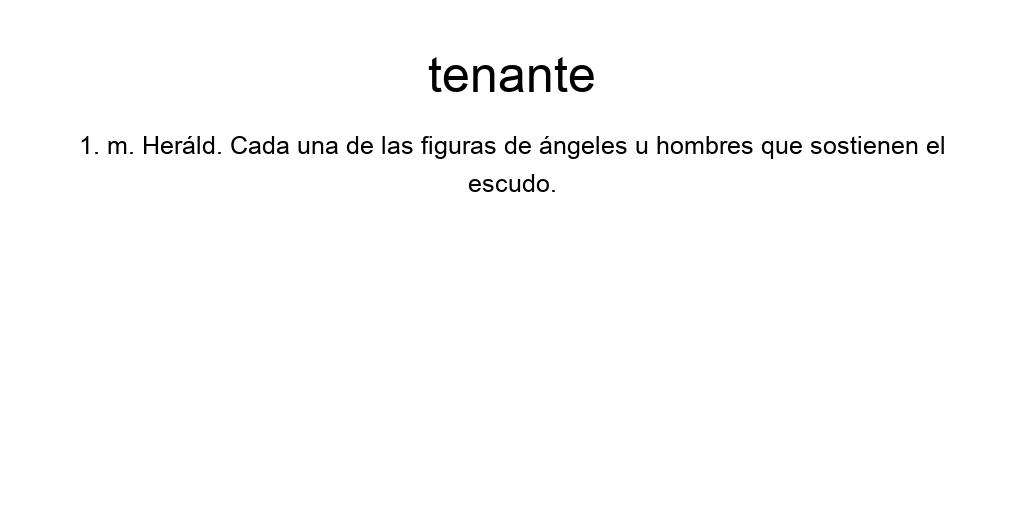 tenante
1. m. Heráld. Cada una de las figuras de ángeles u hombres que sostienen el
escudo.